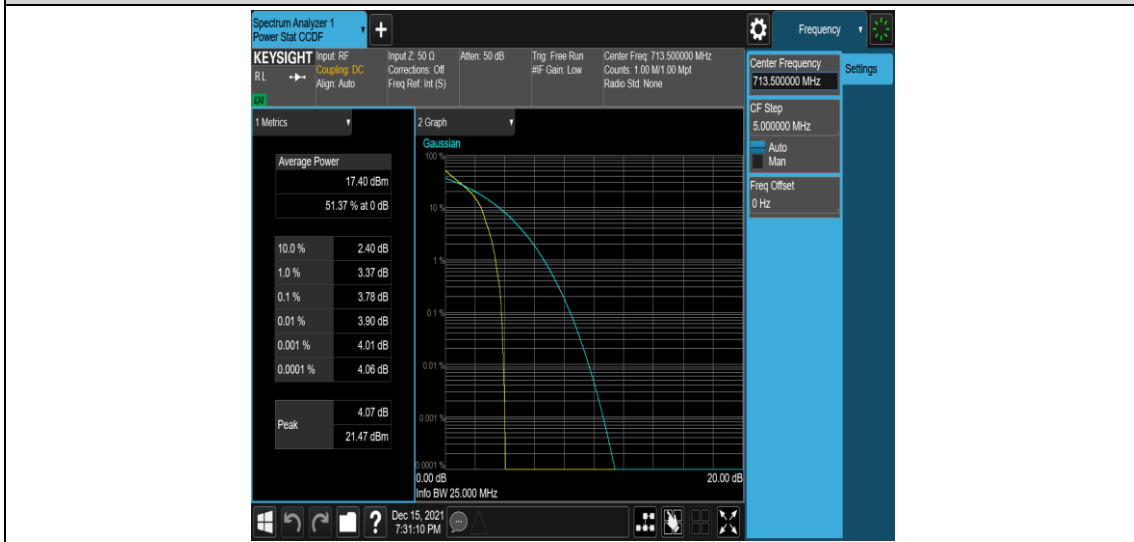 Spectrum Analyzer 1
Power Stat CCDF
+
Frequency
KEYSIGHT
RL
LXI
Input: RF
Coupling: DC
Align: Auto
Input Z: 50 Ω
Corrections: Off
Freq Ref: Int (S)
Atten: 50 dB
Trig: Free Run
#IF Gain: Low
Center Freq: 713.500000 MHz
Counts: 1.00 M/1.00 Mpt
Radio Std: None
Center Frequency
713.500000 MHz
Settings
CF Step
5.000000 MHz
Auto
Man
Freq Offset
0 Hz
1 Metrics
Average Power
17.40 dBm
51.37 % at 0 dB
10.0 % 2.40 dB
1.0 % 3.37 dB
0.1 % 3.78 dB
0.01 % 3.90 dB
0.001 % 4.01 dB
0.0001 % 4.06 dB
Peak
4.07 dB
21.47 dBm
2 Graph
Gaussian
100 %
10 %
1 %
0.1 %
0.01 %
0.001 %
0.0001 %
0.00 dB 20.00 dB
Info BW 25.000 MHz
?
Dec 15, 2021
7:31:10 PM